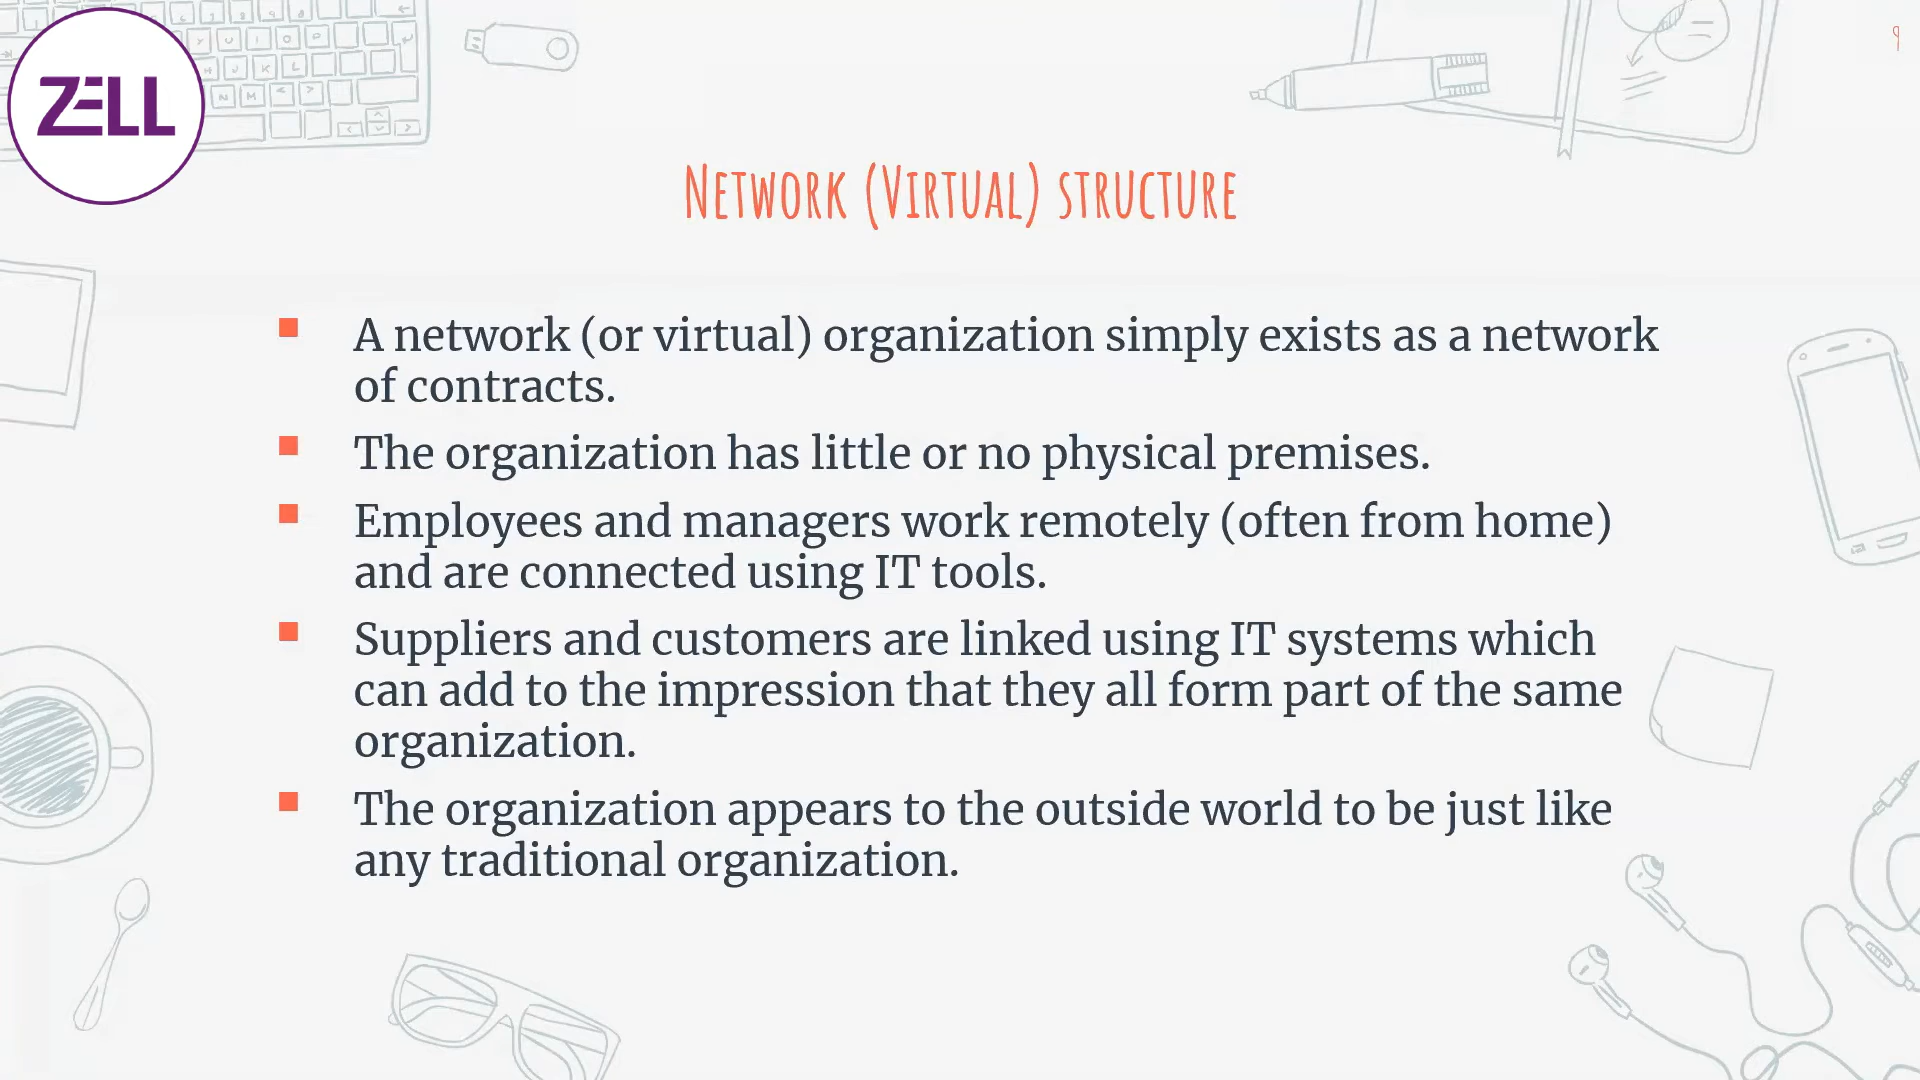 ZELL
9
Network (Virtual) structure
A network (or virtual) organization simply exists as a network
of contracts.
The organization has little or no physical premises.
Employees and managers work remotely (often from home)
and are connected using IT tools.
Suppliers and customers are linked using IT systems which
can add to the impression that they all form part of the same
organization.
The organization appears to the outside world to be just like
any traditional organization.